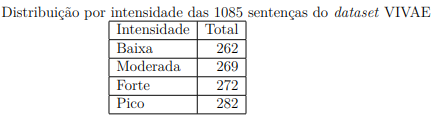 Distribuição por intensidade das 1085 sentenças do dataset VIVAE
Intensidade Total
Baixa 262
Moderada 269
Forte 272
Pico 282